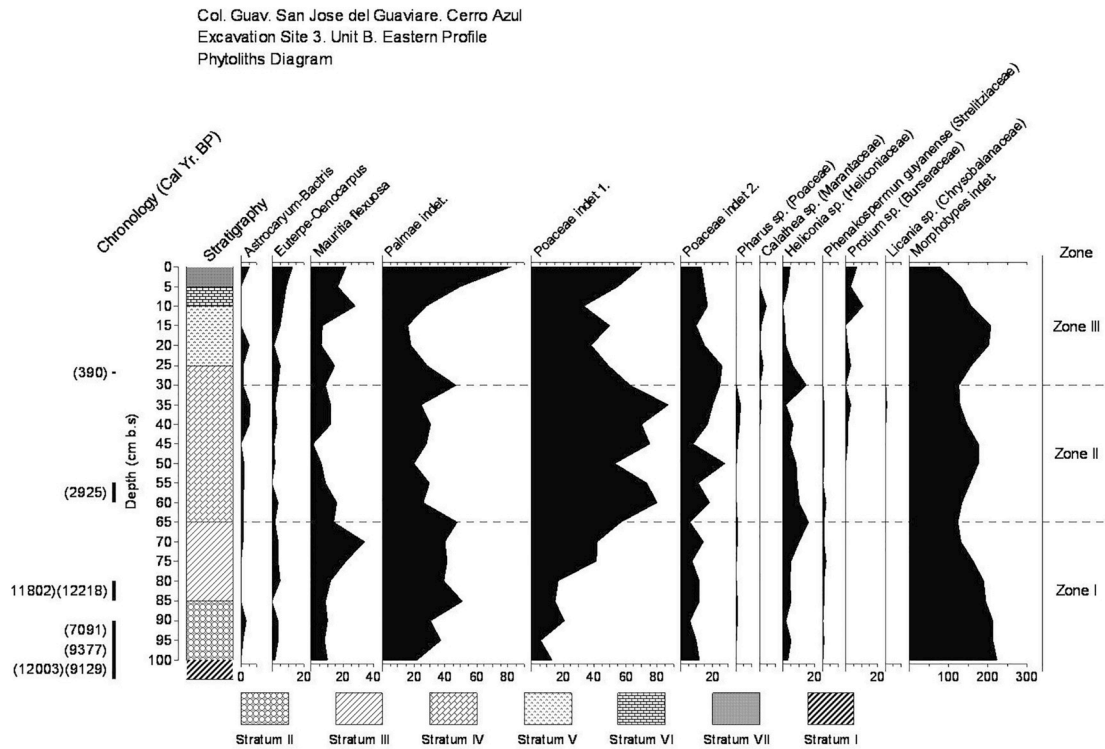 Col. Guav. San Jose del Guaviare. Cerro Azul
Excavation Site 3. Unit B. Eastern Profile
Phytoliths Diagram
Chronology (Cal Yr. BP)
Depth (cm b.s)
Stratigraphy
Astrocaryum-Bactris
Euterpe-Oenocarpus
Mauritia flexuosa
Palmae indet.
Poaceae indet 1.
Poaceae indet 2.
Pharus sp. (Poaceae)
Calathea sp. (Marantaceae)
Heliconia sp. (Heliconiaceae)
Phenakospermun guyanense (Strelitziaceae)
Protium sp. (Burseraceae)
Licania sp. (Chrysobalanaceae)
Morphotypes indet.
Zone
0
5
10
15
20
25
30
35
40
45
50
55
60
65
70
75
80
85
90
95
100
(390)
(2925)
11802)(12218)
(7091)
(9377)
(12003)(9129)
Zone III
Zone II
Zone I
20 20 40 20 40 60 80 20 40 60 80 20 20 20 100 200 300
Stratum II Stratum III Stratum IV Stratum V Stratum VI Stratum VII Stratum I